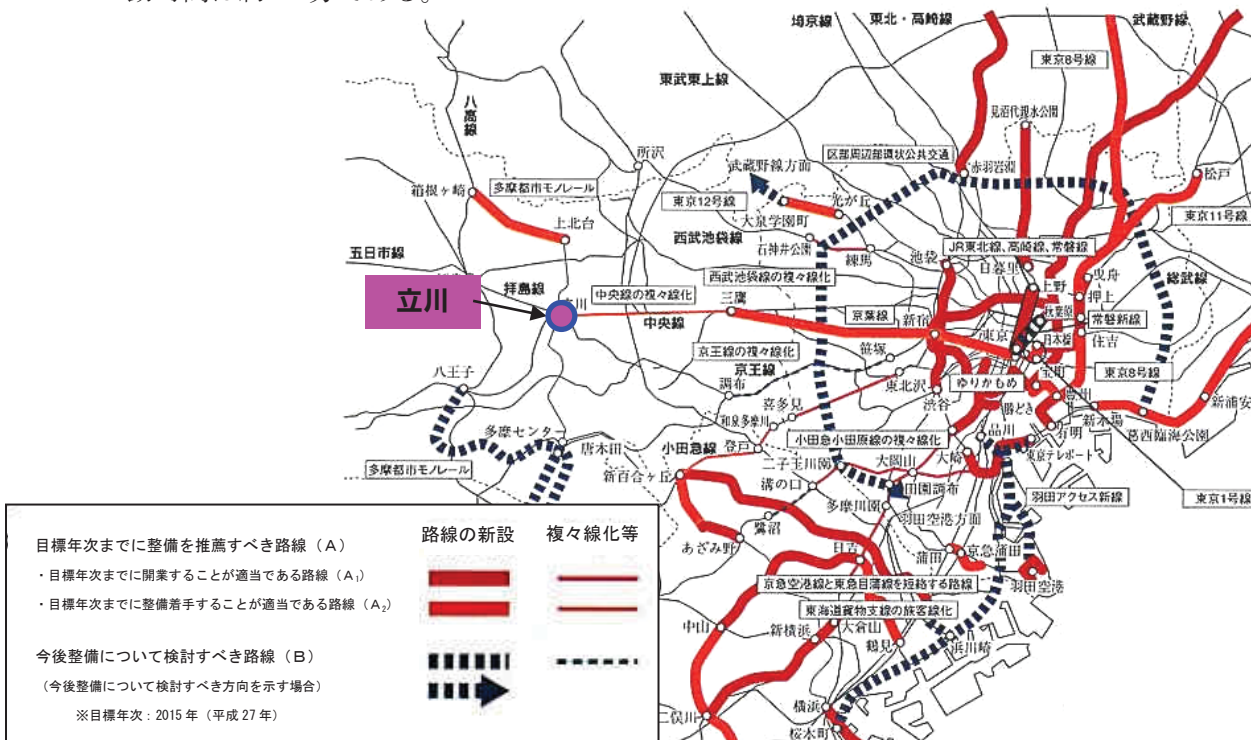 埼京線
東北・高崎線
武蔵野線
東京8号線
東武東上線
八高線
見沼代親水公園
所沢
区部周辺部環状公共交通
武蔵野線方面
赤羽岩淵
松戸
箱根ヶ崎
多摩都市モノレール
東京12号線
光が丘
大泉学園町
東京11号線
上北台
西武池袋線
石神井公園
練馬
JR東北線、高崎線、常磐線
五日市線
池袋
日暮里
曳舟
総武線
拝島線
西武池袋線の複々線化
上野
押上
立川
中央線の複々線化
三鷹
京葉線
新宿
東京
秋葉原
常磐新線
中央線
日本橋
住吉
京王線の複々線化
笹塚
宝町
東京8号線
京王線
八王子
調布
東北沢
ゆりかもめ
豊洲
喜多見
渋谷
勝どき
新浦安
和泉多摩川
新木場
多摩センター
唐木田
小田急線
登戸
小田急小田原線の複々線化
品川
有明
葛西臨海公園
多摩都市モノレール
二子玉川園
大岡山
大崎
東京テレポート
新百合ヶ丘
溝の口
田園調布
羽田アクセス新線
東京1号線
多摩川園
羽田空港方面
鷺沼
あざみ野
日吉
蒲田
京急蒲田
京急空港線と東急目蒲線を短絡する路線
羽田空港
東海道貨物支線の旅客線化
中山
新横浜
大倉山
鶴見
浜川崎
二俣川
横浜
桜木町
路線の新設
複々線化等
目標年次までに整備を推薦すべき路線（A）
・目標年次までに開業することが適当である路線（A₁）
・目標年次までに整備着手することが適当である路線（A₂）
今後整備について検討すべき路線（B）
（今後整備について検討すべき方向を示す場合）
※目標年次：2015年（平成27年）